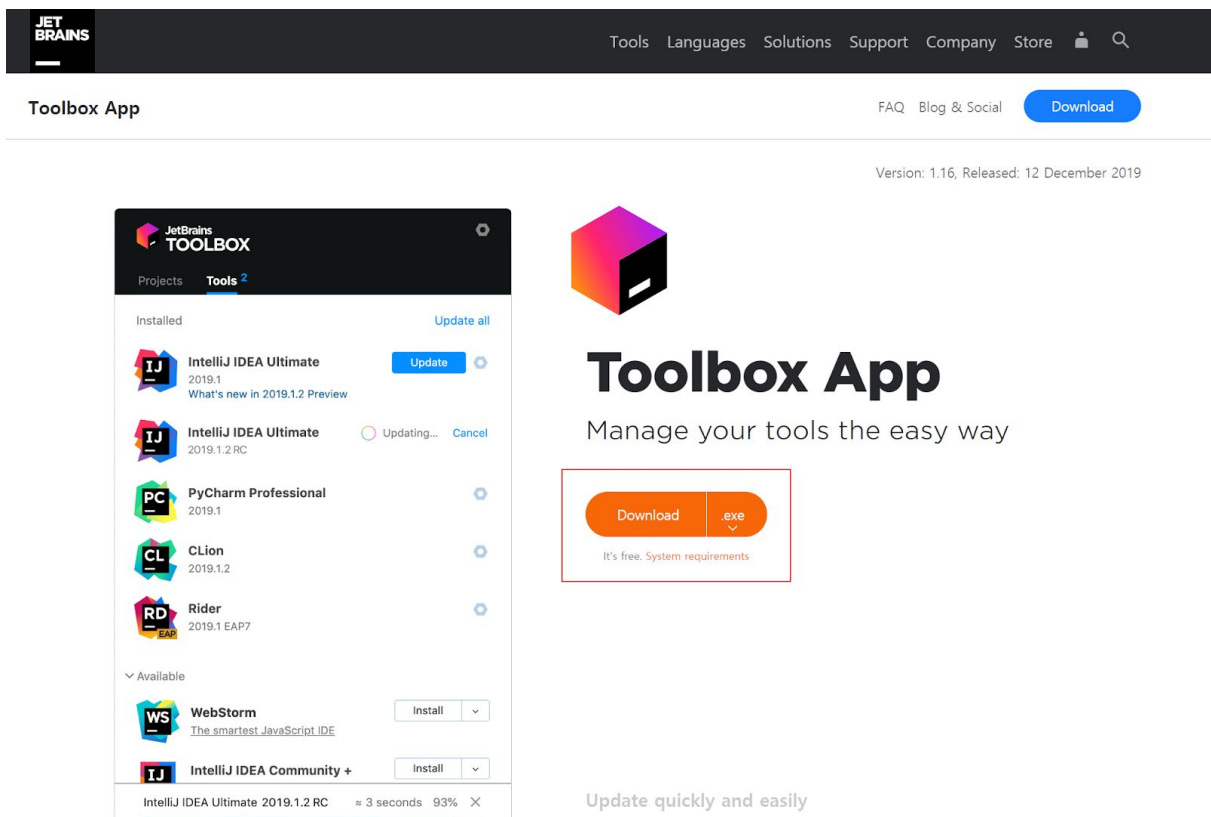 JET
BRAINS
Tools Languages Solutions Support Company Store
Toolbox App
FAQ Blog & Social Download
Version: 1.16, Released: 12 December 2019
JetBrains
TOOLBOX
Projects Tools 2
Installed Update all
IJ
IntelliJ IDEA Ultimate Update
2019.1
What's new in 2019.1.2 Preview
IJ
IntelliJ IDEA Ultimate Updating... Cancel
2019.1.2 RC
PC
PyCharm Professional
2019.1
CL
CLion
2019.1.2
RD
EAP
Rider
2019.1 EAP7
Available
WS
WebStorm Install
The smartest JavaScript IDE
IJ
IntelliJ IDEA Community + Install
IntelliJ IDEA Ultimate 2019.1.2 RC ≈ 3 seconds 93%
Toolbox App
Manage your tools the easy way
Download .exe
It's free. System requirements
Update quickly and easily